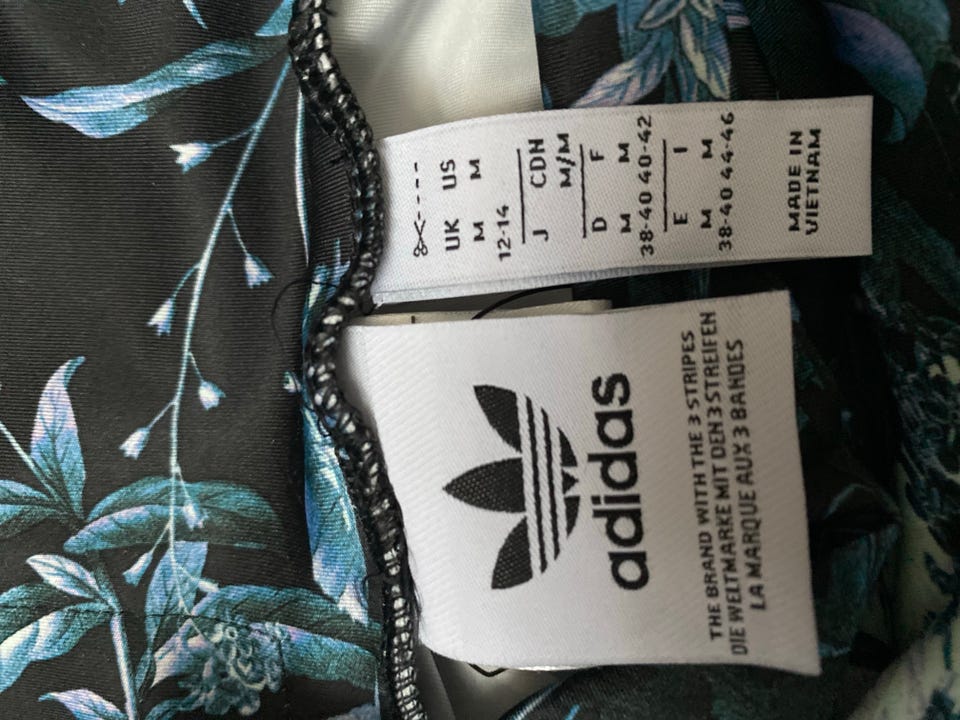 adidas
THE BRAND WITH THE 3 STRIPES
DIE WELTMARKE MIT DEN 3 STREIFEN
LA MARQUE AUX 3 BANDES
UK US
M M
12-14
J CDN
M/M
D F
M M
38-40 40-42
E I
M M
38-40 44-46
MADE IN
VIETNAM